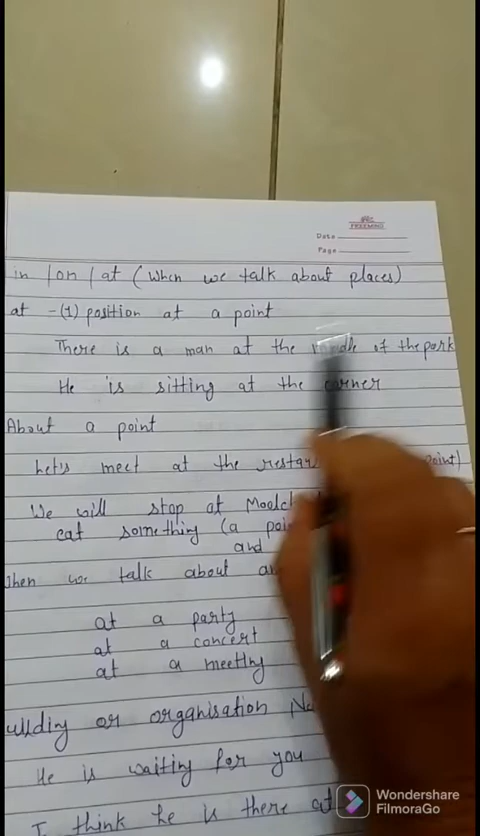 FREEMIND
Date
Page
in / on / at (when we talk about places)
at - (1) position at a point
There is a man at the of the park
He is sitting at the corner
About a point
Let's meet at the point)
We will stop at
eat something (a
and
when we talk about
at a party
at a concert
at a meeting
or organisation
He is waiting for you
I think he is there at
Wondershare
FilmoraGo